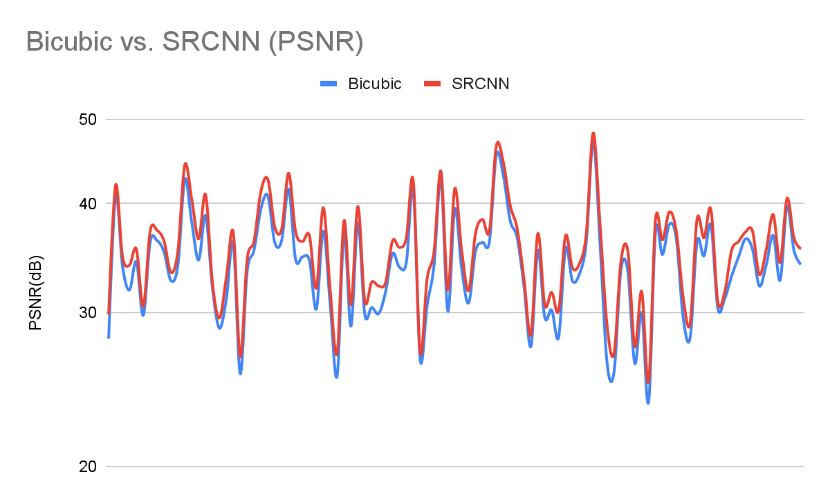 Bicubic vs. SRCNN (PSNR)
Bicubic SRCNN
50
40
PSNR(dB)
30
20